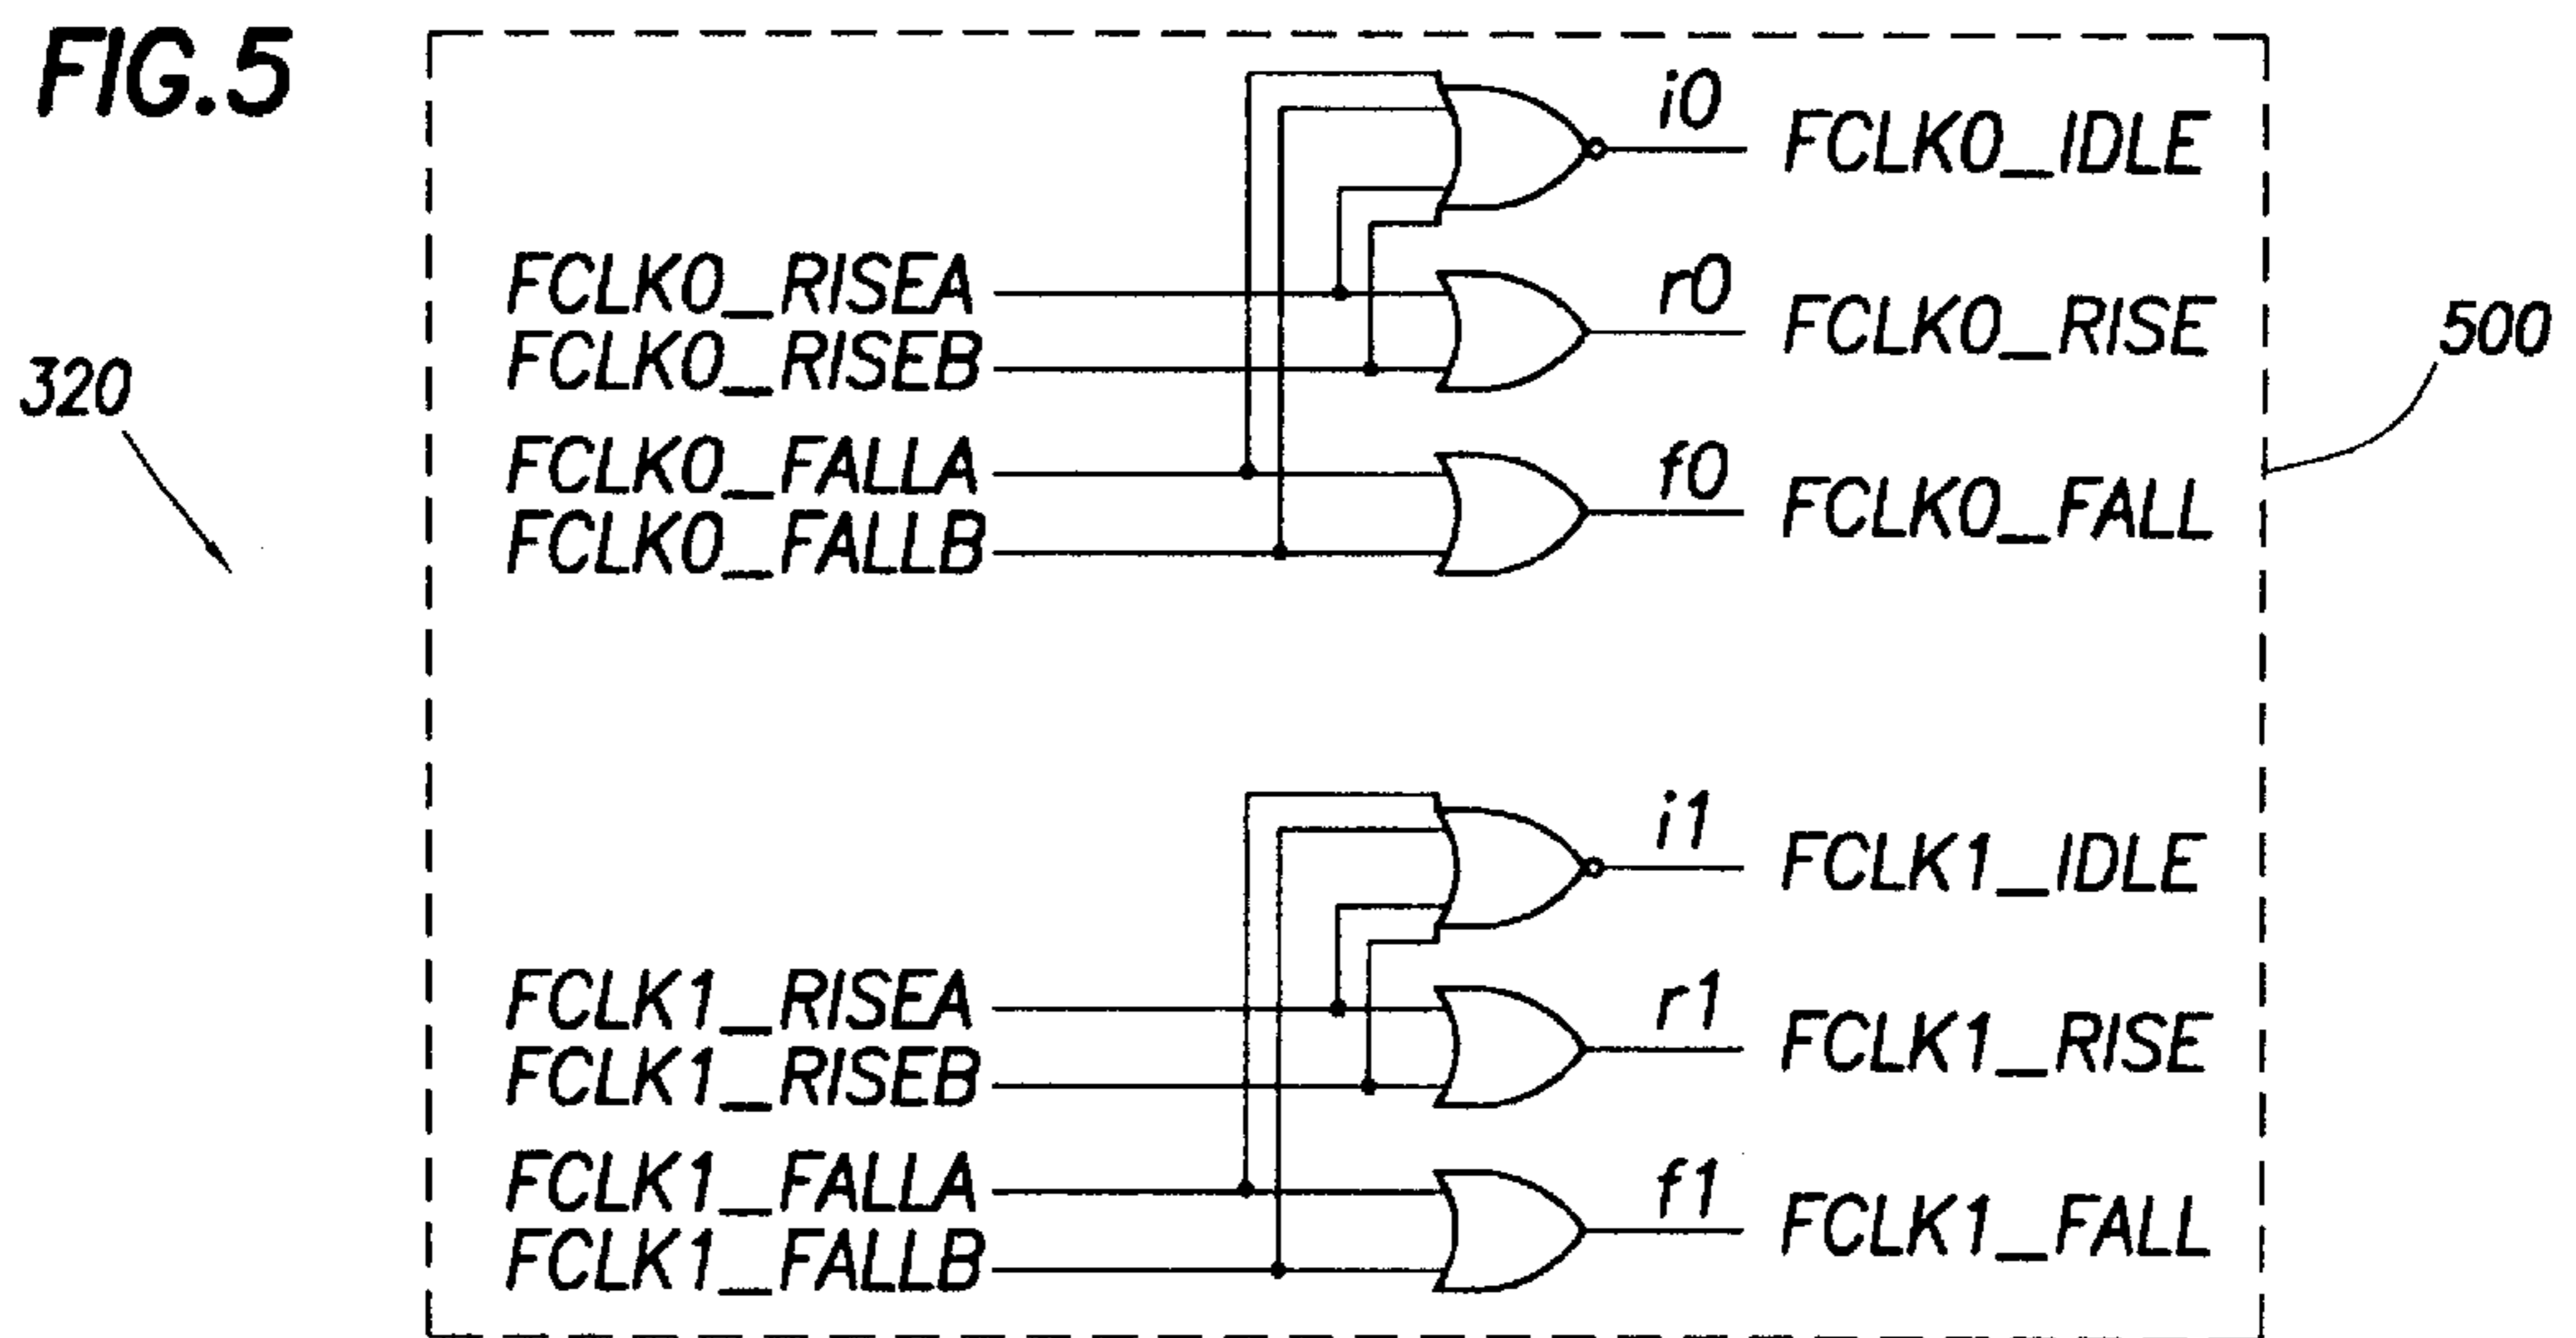 FIG.5
i0
FCLK0_IDLE
FCLK0_RISEA
r0
FCLK0_RISE
500
FCLK0_RISEB
320
FCLK0_FALLA
f0
FCLK0_FALL
FCLK0_FALLB
i1
FCLK1_IDLE
FCLK1_RISEA
r1
FCLK1_RISE
FCLK1_RISEB
FCLK1_FALLA
f1
FCLK1_FALL
FCLK1_FALLB